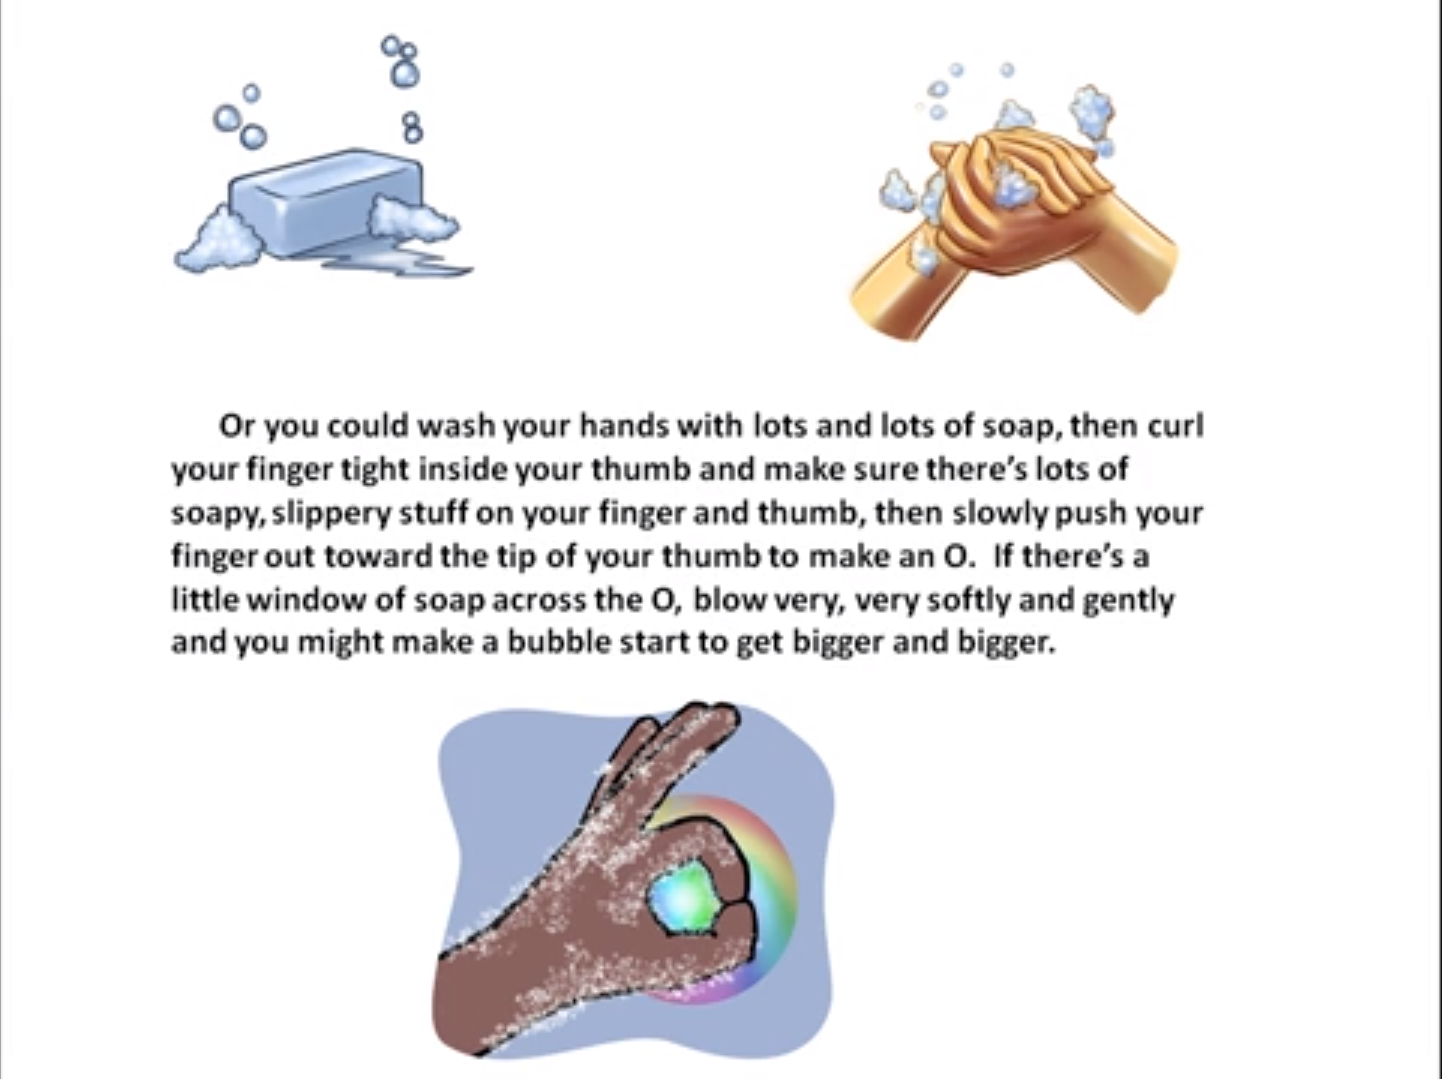 Or you could wash your hands with lots and lots of soap, then curl
your finger tight inside your thumb and make sure there's lots of
soapy, slippery stuff on your finger and thumb, then slowly push your
finger out toward the tip of your thumb to make an O.  If there's a
little window of soap across the O, blow very, very softly and gently
and you might make a bubble start to get bigger and bigger.